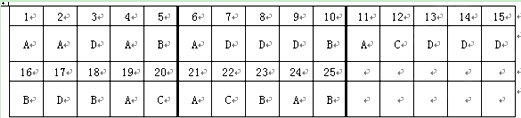 1 2 3 4 5 6 7 8 9 10 11 12 13 14 15
A A D A B A D D D B A C D D D
16 17 18 19 20 21 22 23 24 25
B D B A C A C B A B